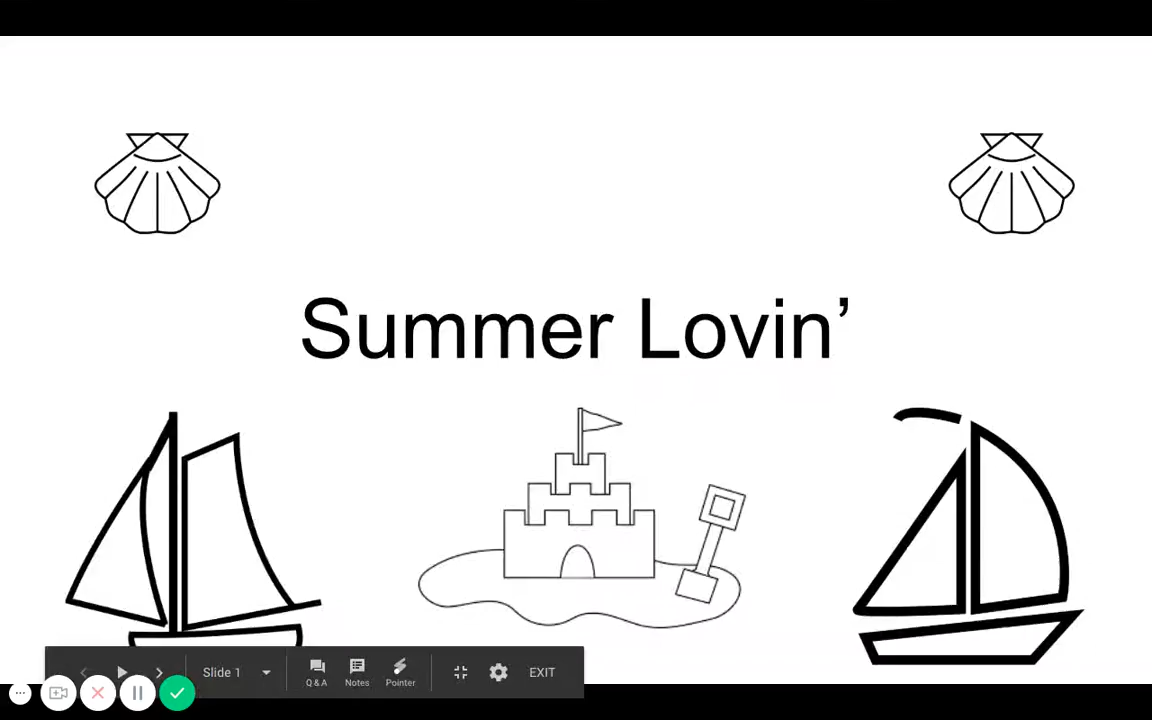 Summer Lovin’
Slide 1
Q & A
Notes
Pointer
EXIT